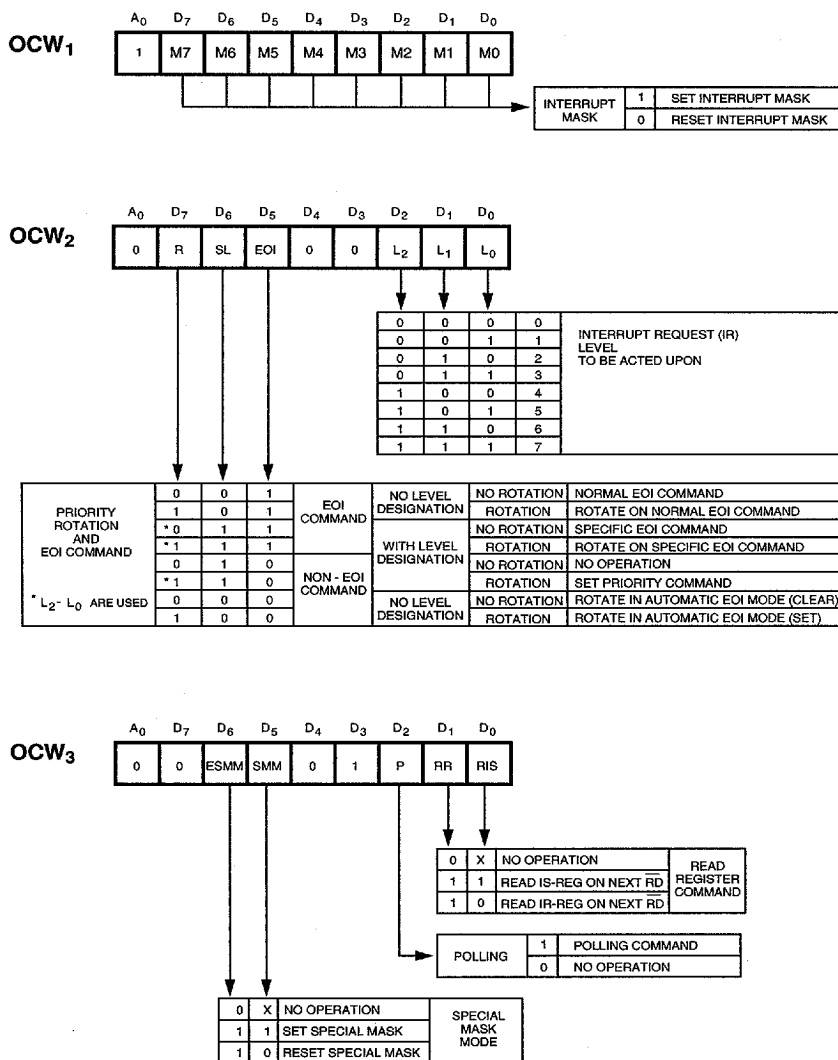 A0 D7 D6 D5 D4 D3 D2 D1 D0
OCW1 1 M7 M6 M5 M4 M3 M2 M1 M0
INTERRUPT MASK
1 SET INTERRUPT MASK
0 RESET INTERRUPT MASK
A0 D7 D6 D5 D4 D3 D2 D1 D0
OCW2 0 R SL EOI 0 0 L2 L1 L0
0 0 0 0
0 0 1 1
0 1 0 2
0 1 1 3
1 0 0 4
1 0 1 5
1 1 0 6
1 1 1 7
INTERRUPT REQUEST (IR)
LEVEL
TO BE ACTED UPON
PRIORITY
ROTATION
AND
EOI COMMAND
* L2- L0 ARE USED
0 0 1
1 0 1
*0 1 1
*1 1 1
0 1 0
*1 1 0
0 0 0
1 0 0
EOI
COMMAND
NON - EOI
COMMAND
NO LEVEL
DESIGNATION
WITH LEVEL
DESIGNATION
NO LEVEL
DESIGNATION
NO ROTATION NORMAL EOI COMMAND
ROTATION ROTATE ON NORMAL EOI COMMAND
NO ROTATION SPECIFIC EOI COMMAND
ROTATION ROTATE ON SPECIFIC EOI COMMAND
NO ROTATION NO OPERATION
ROTATION SET PRIORITY COMMAND
NO ROTATION ROTATE IN AUTOMATIC EOI MODE (CLEAR)
ROTATION ROTATE IN AUTOMATIC EOI MODE (SET)
A0 D7 D6 D5 D4 D3 D2 D1 D0
OCW3 0 0 ESMM SMM 0 1 P RR RIS
0 X NO OPERATION
1 1 READ IS-REG ON NEXT R̅D̅
1 0 READ IR-REG ON NEXT R̅D̅
READ
REGISTER
COMMAND
POLLING
1 POLLING COMMAND
0 NO OPERATION
0 X NO OPERATION
1 1 SET SPECIAL MASK
1 0 RESET SPECIAL MASK
SPECIAL
MASK
MODE